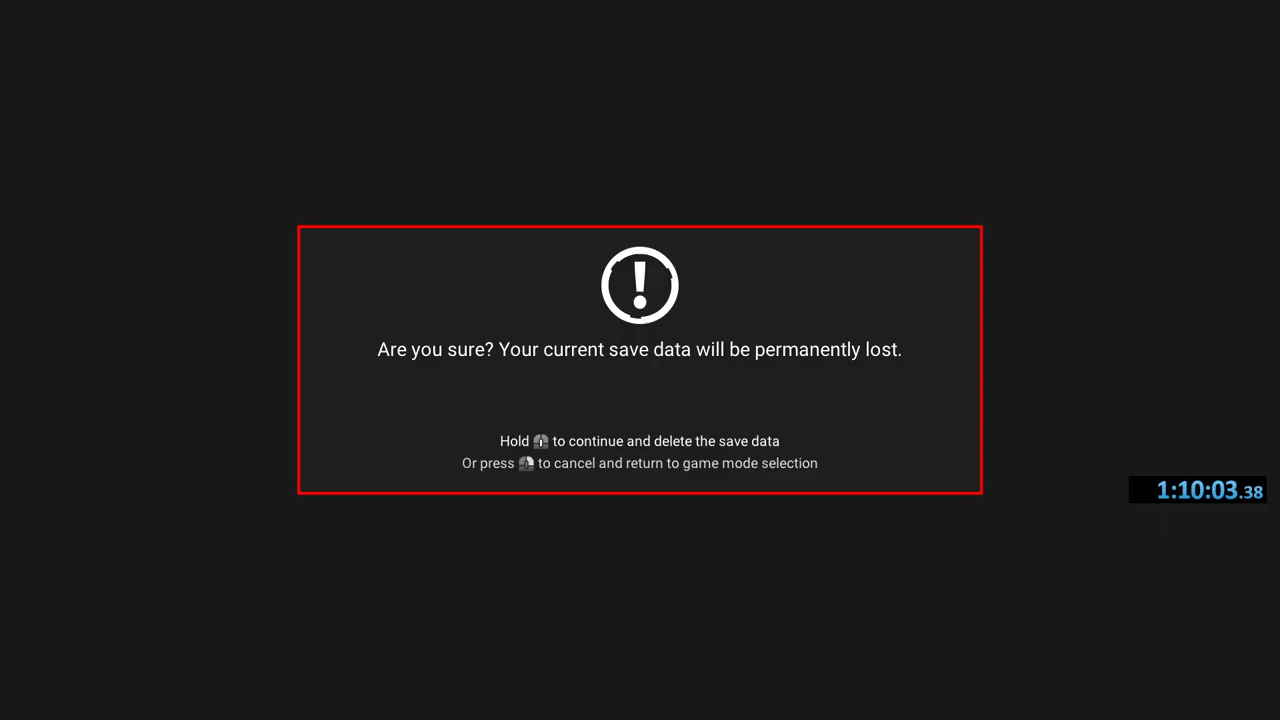 Are you sure? Your current save data will be permanently lost.
Hold to continue and delete the save data
Or press to cancel and return to game mode selection
1:10:03.38